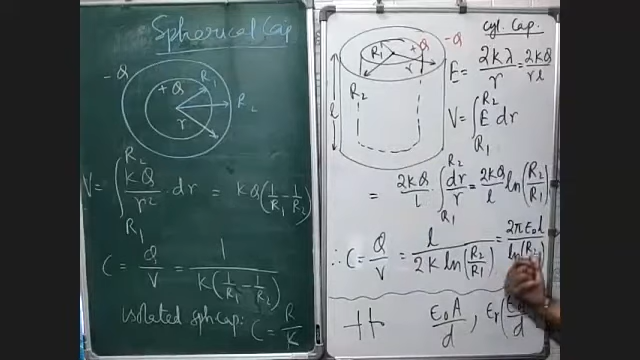 Spherical Cap
-Q
+Q
R₁
R₂
r
V = ∫_{R₁}^{R₂} kQ/r² · dr = kQ(1/R₁ - 1/R₂)
C = Q/V = 1/(k(1/R₁ - 1/R₂))
isolated sph cap: C = R/k
cyl. Cap.
R₁
+Q
-Q
r
R₂
l
E = 2kλ/r = 2kQ/rl
V = ∫_{R₁}^{R₂} E dr
= 2kQ/l · ∫_{R₁}^{R₂} dr/r = 2kQ/l ln(R₂/R₁)
∴ C = Q/V = l/(2k ln(R₂/R₁)) = 2πε₀l/ln(R₂
ε₀A/d , εᵣ(ε₀/d